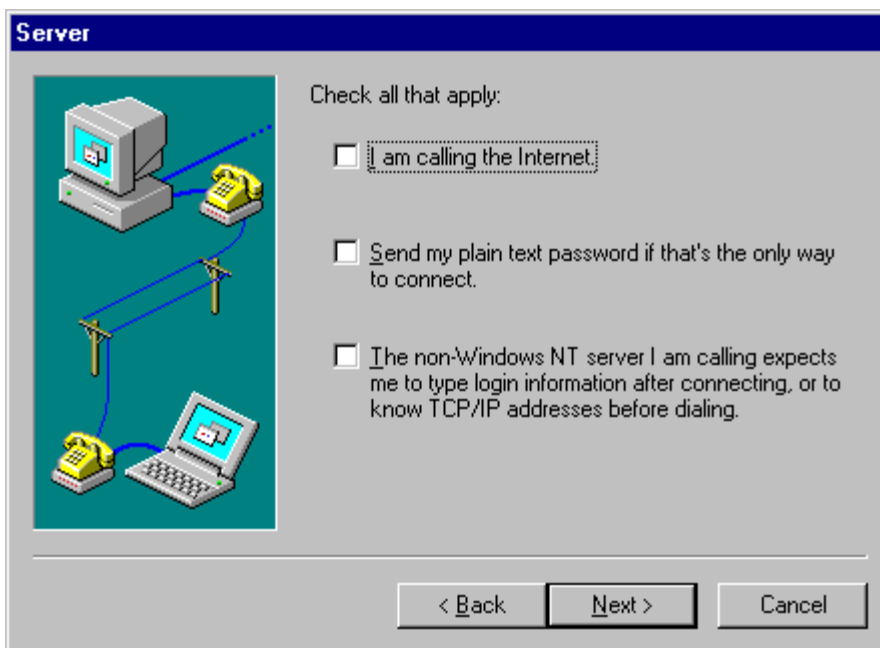 Server
Check all that apply:
I am calling the Internet.
Send my plain text password if that's the only way
to connect.
The non-Windows NT server I am calling expects
me to type login information after connecting, or to
know TCP/IP addresses before dialing.
< Back
Next >
Cancel